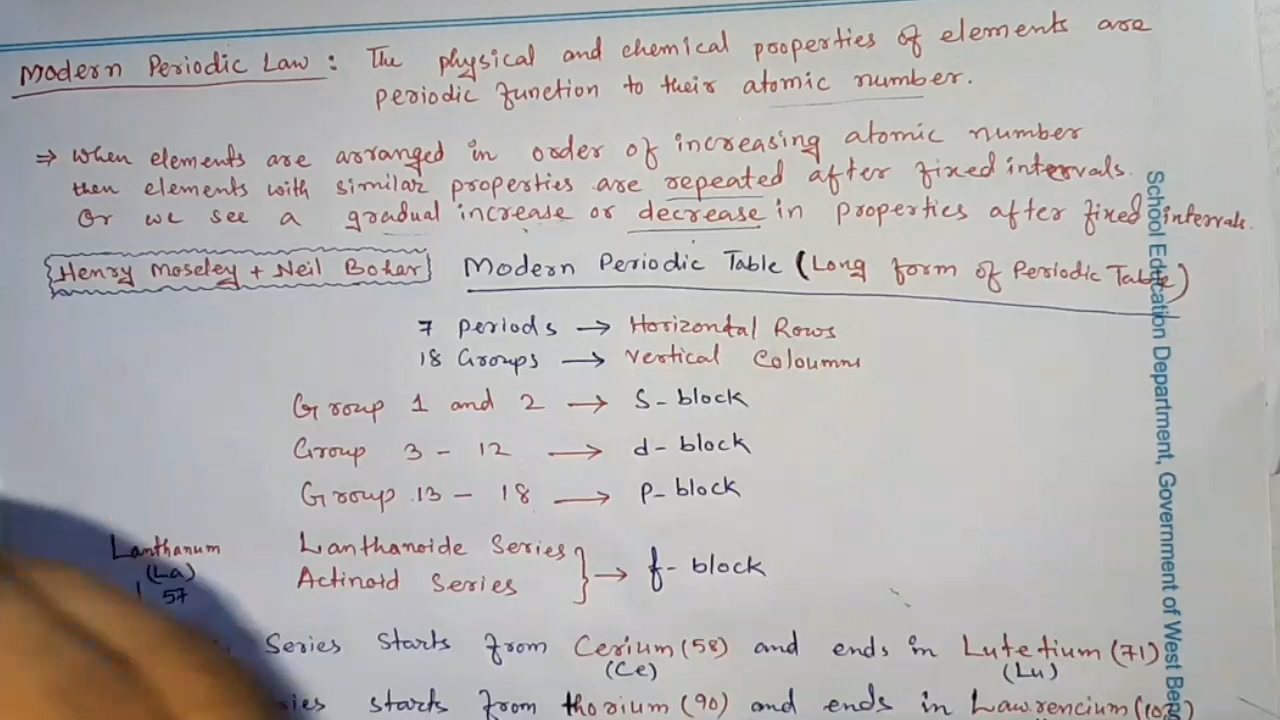 Modern Periodic Law : The physical and chemical properties of elements are
periodic function to their atomic number.
⇒ When elements are arranged in order of increasing atomic number
then elements with similar properties are repeated after fixed intervals.
Or we see a gradual increase or decrease in properties after fixed intervals.
Henry Moseley + Neil Bohar Modern Periodic Table (Long form of Periodic Table)
7 periods → Horizontal Rows
18 Groups → Vertical Coloumns
Group 1 and 2 → S-block
Group 3 - 12 → d-block
Group 13 - 18 → P-block
Lanthanum Lanthanoide Series
(La) Actinoid Series } → f-block
57
Series starts from Cerium (58) and ends in Lutetium (71)
(Ce) (Lu)
starts from thorium (90) and ends in Lawrencium
School Education Department, Government of West